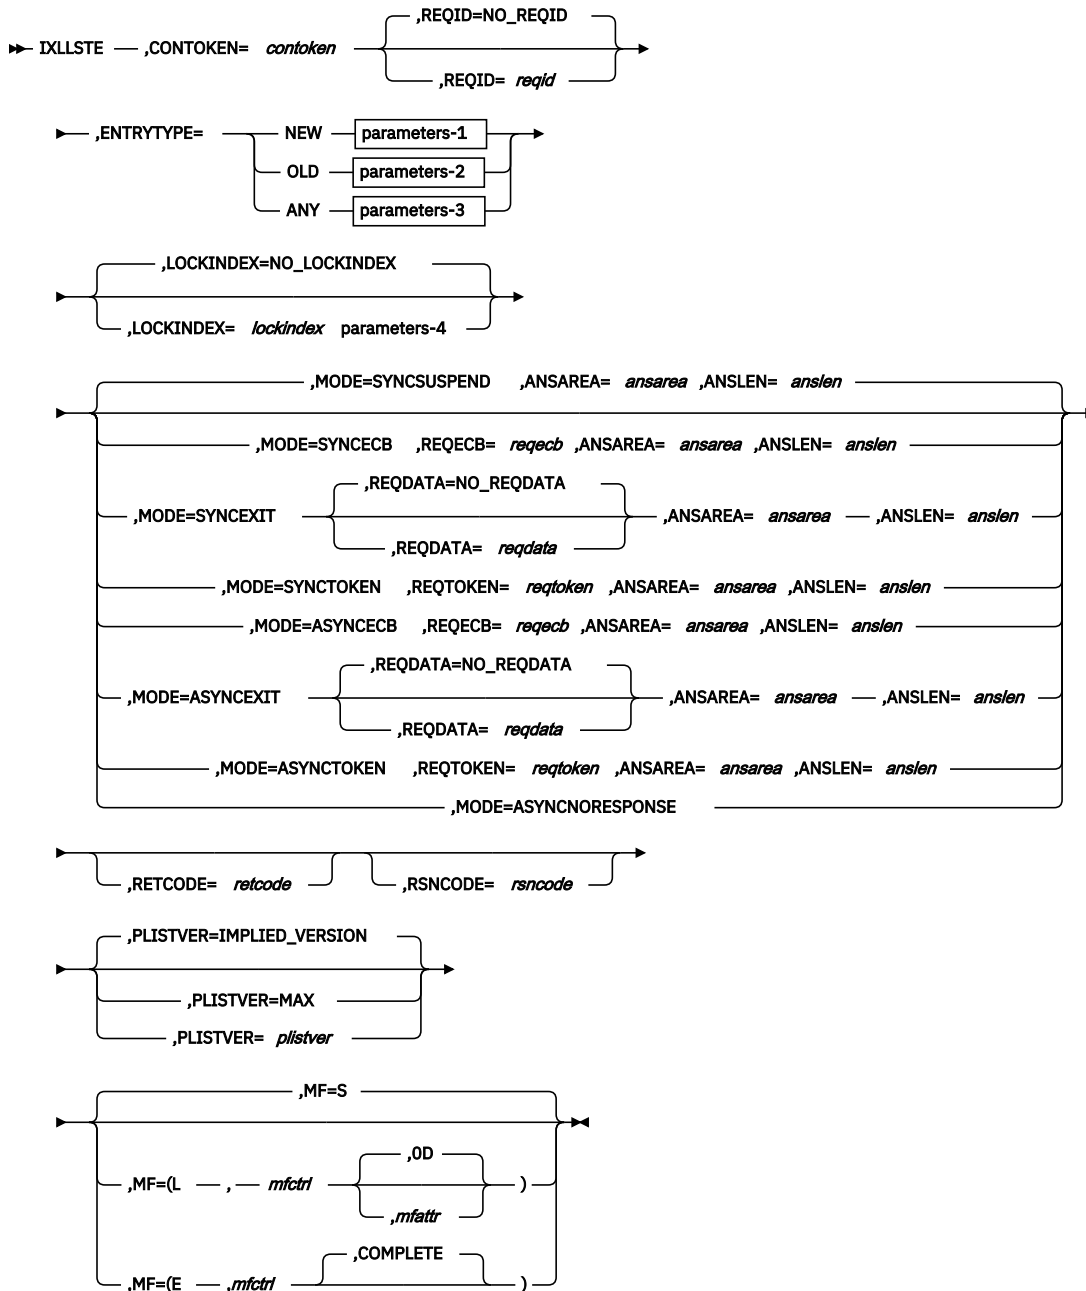 ,REQID=NO_REQID
IXLLSTE ,CONTOKEN= contoken
,REQID= reqid
,ENTRYTYPE= NEW parameters-1
OLD parameters-2
ANY parameters-3
,LOCKINDEX=NO_LOCKINDEX
,LOCKINDEX= lockindex parameters-4
,MODE=SYNCSUSPEND ,ANSAREA= ansarea ,ANSLEN= anslen
,MODE=SYNCECB ,REQECB= reqecb ,ANSAREA= ansarea ,ANSLEN= anslen
,REQDATA=NO_REQDATA
,MODE=SYNCEXIT ,ANSAREA= ansarea ,ANSLEN= anslen
,REQDATA= reqdata
,MODE=SYNCTOKEN ,REQTOKEN= reqtoken ,ANSAREA= ansarea ,ANSLEN= anslen
,MODE=ASYNCECB ,REQECB= reqecb ,ANSAREA= ansarea ,ANSLEN= anslen
,REQDATA=NO_REQDATA
,MODE=ASYNCEXIT ,ANSAREA= ansarea ,ANSLEN= anslen
,REQDATA= reqdata
,MODE=ASYNCTOKEN ,REQTOKEN= reqtoken ,ANSAREA= ansarea ,ANSLEN= anslen
,MODE=ASYNCNORESPONSE
,RETCODE= retcode ,RSNCODE= rsncode
,PLISTVER=IMPLIED_VERSION
,PLISTVER=MAX
,PLISTVER= plistver
,MF=S
,0D
,MF=(L , mfctrl )
,mfattr
,COMPLETE
,MF=(E ,mfctrl )